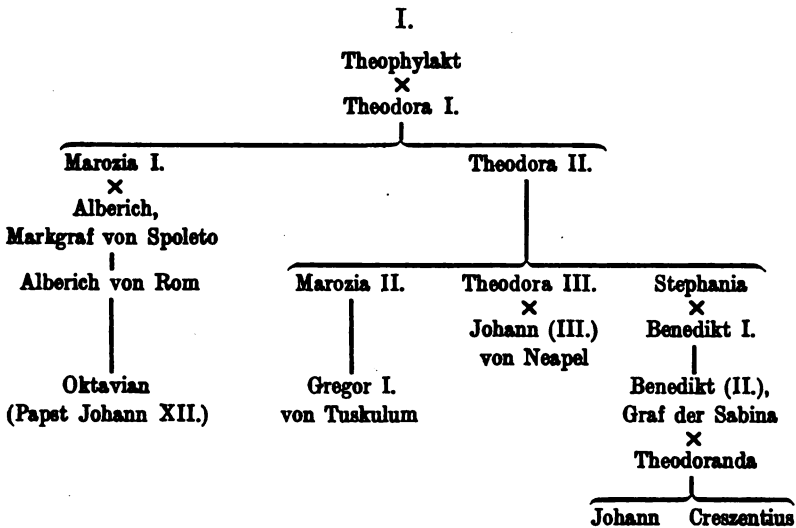 I.
Theophylakt
×
Theodora I.
Marozia I. Theodora II.
×
Alberich,
Markgraf von Spoleto
Alberich von Rom Marozia II. Theodora III. Stephania
× ×
Johann (III.) Benedikt I.
von Neapel
Oktavian Gregor I. Benedikt (II.),
(Papst Johann XII.) von Tuskulum Graf der Sabina
×
Theodoranda
Johann Creszentius